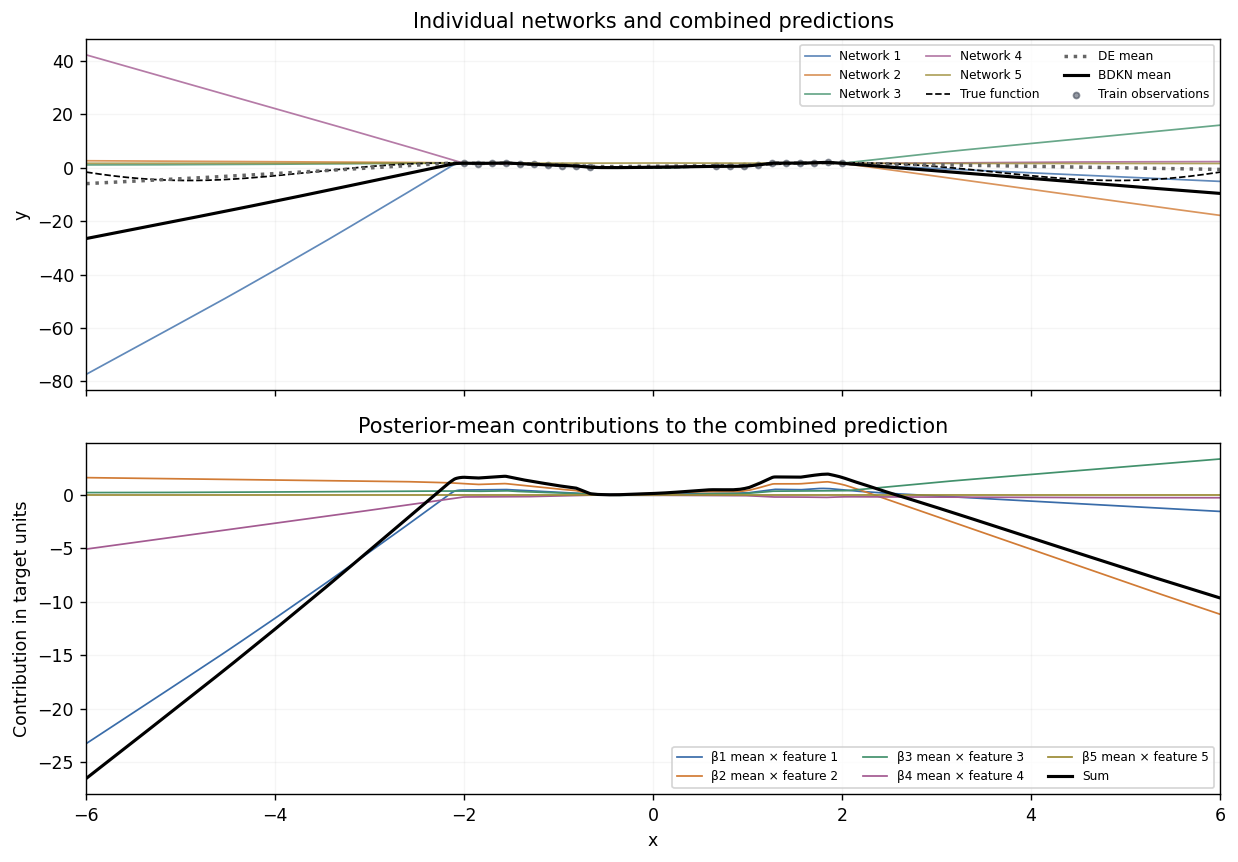 Individual networks and combined predictions
40
20
0
−20
−40
−60
−80
y
Network 1
Network 2
Network 3
Network 4
Network 5
True function
DE mean
BDKN mean
Train observations
Posterior-mean contributions to the combined prediction
0
−5
−10
−15
−20
−25
Contribution in target units
β1 mean × feature 1
β2 mean × feature 2
β3 mean × feature 3
β4 mean × feature 4
β5 mean × feature 5
Sum
−6 −4 −2 0 2 4 6
x